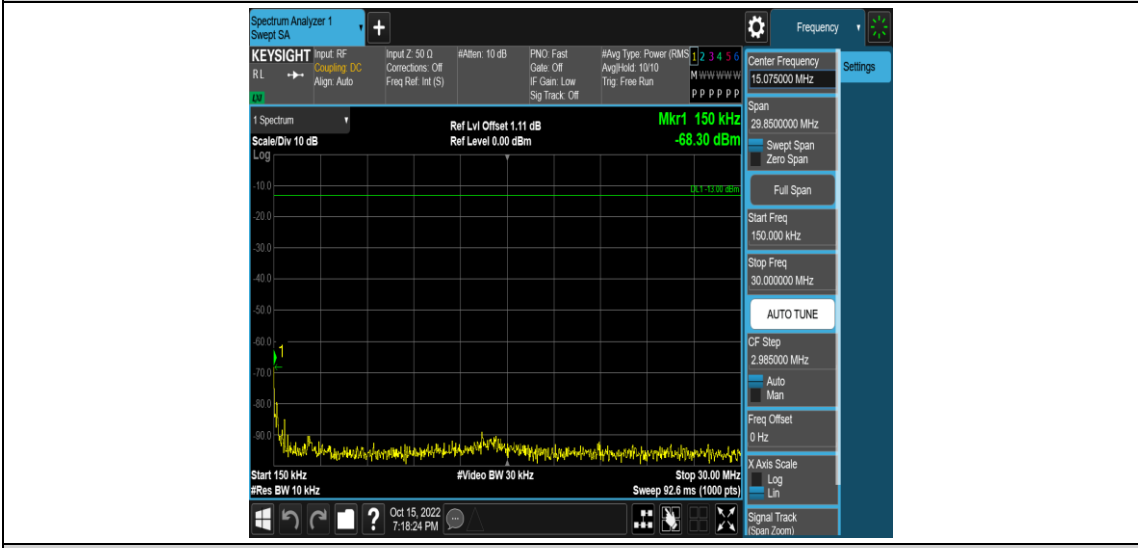 Spectrum Analyzer 1
Swept SA
+
Frequency
KEYSIGHT
RL
Input: RF
Coupling: DC
Align: Auto
Input Z: 50 Ω
Corrections: Off
Freq Ref: Int (S)
#Atten: 10 dB
PNO: Fast
Gate: Off
IF Gain: Low
Sig Track: Off
#Avg Type: Power (RMS
Avg|Hold: 10/10
Trig: Free Run
1 2 3 4 5 6
M W W W W W
P P P P P P
LM
1 Spectrum
Scale/Div 10 dB
Log
Ref Lvl Offset 1.11 dB
Ref Level 0.00 dBm
Mkr1 150 kHz
-68.30 dBm
DL1 -13.00 dBm
-10.0
-20.0
-30.0
-40.0
-50.0
-60.0
-70.0
-80.0
-90.0
1
Start 150 kHz
#Res BW 10 kHz
#Video BW 30 kHz
Stop 30.00 MHz
Sweep 92.6 ms (1000 pts)
?
Oct 15, 2022
7:18:24 PM
Center Frequency
15.075000 MHz
Settings
Span
29.8500000 MHz
Swept Span
Zero Span
Full Span
Start Freq
150.000 kHz
Stop Freq
30.000000 MHz
AUTO TUNE
CF Step
2.985000 MHz
Auto
Man
Freq Offset
0 Hz
X Axis Scale
Log
Lin
Signal Track
(Span Zoom)